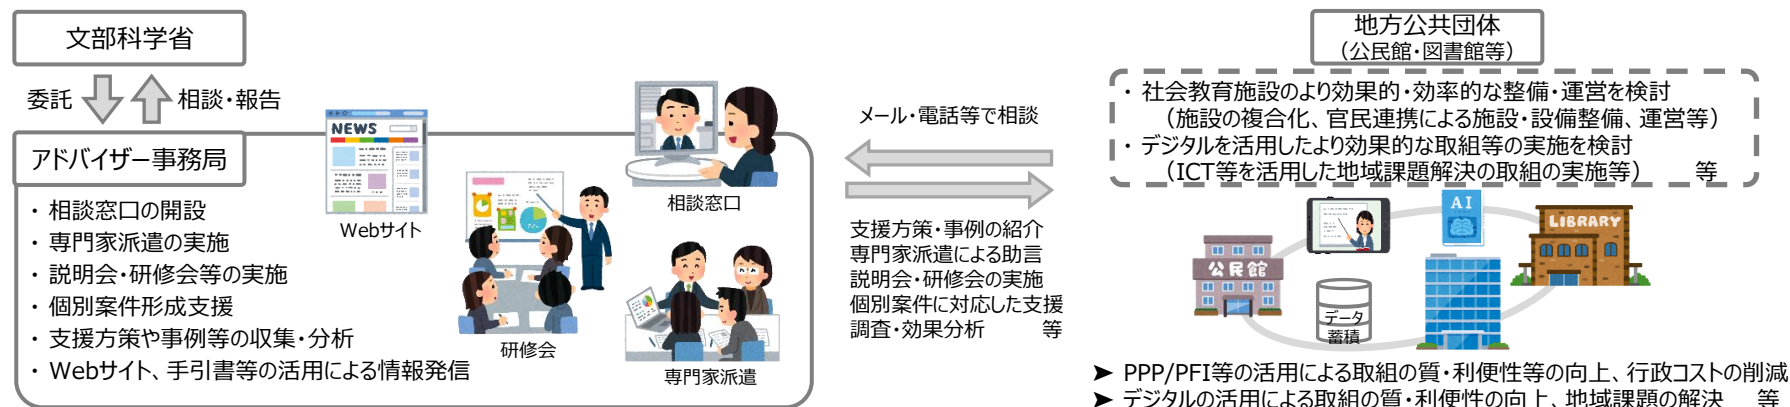 文部科学省
委託
相談・報告
アドバイザー事務局
・ 相談窓口の開設
・ 専門家派遣の実施
・ 説明会・研修会等の実施
・ 個別案件形成支援
・ 支援方策や事例等の収集・分析
・ Webサイト、手引書等の活用による情報発信
NEWS
Webサイト
研修会
相談窓口
専門家派遣
メール・電話等で相談
支援方策・事例の紹介
専門家派遣による助言
説明会・研修会の実施
個別案件に対応した支援
調査・効果分析 等
地方公共団体
（公民館・図書館等）
・ 社会教育施設のより効果的・効率的な整備・運営を検討
（施設の複合化、官民連携による施設・設備整備、運営等）
・ デジタルを活用したより効果的な取組等の実施を検討
（ICT等を活用した地域課題解決の取組の実施等） 等
公民館
AI
LIBRARY
データ
蓄積
➤ PPP/PFI等の活用による取組の質・利便性等の向上、行政コストの削減
➤ デジタルの活用による取組の質・利便性の向上、地域課題の解決 等